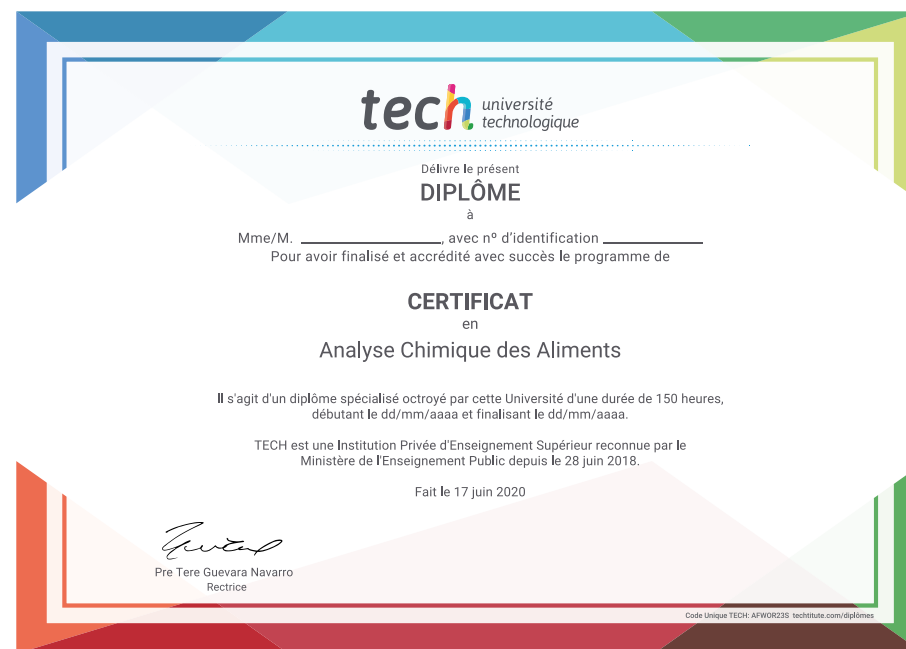 tech université
technologique
Délivre le présent
DIPLÔME
à
Mme/M. ____________________, avec nº d'identification ______________
Pour avoir finalisé et accrédité avec succès le programme de
CERTIFICAT
en
Analyse Chimique des Aliments
Il s'agit d'un diplôme spécialisé octroyé par cette Université d'une durée de 150 heures,
débutant le dd/mm/aaaa et finalisant le dd/mm/aaaa.
TECH est une Institution Privée d'Enseignement Supérieur reconnue par le
Ministère de l'Enseignement Public depuis le 28 juin 2018.
Fait le 17 juin 2020
Pre Tere Guevara Navarro
Rectrice
Code Unique TECH: AFWOR23S techtitute.com/diplômes